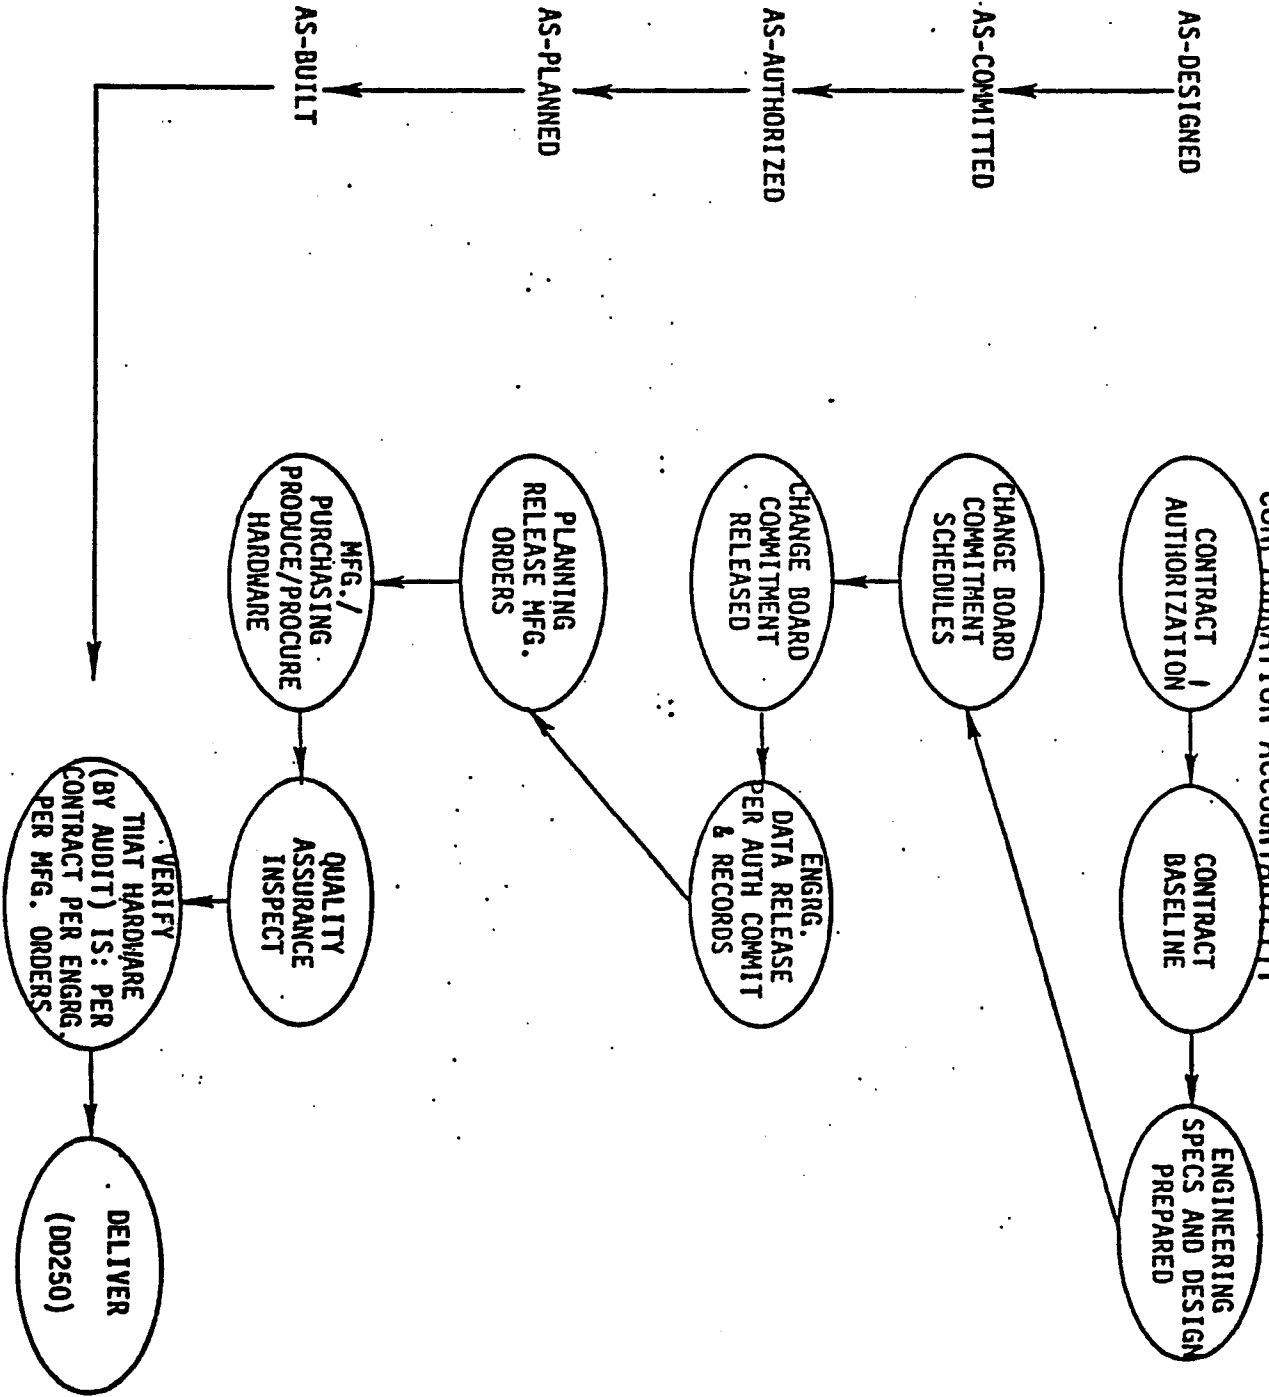 AS-DESIGNED
CONTRACT
AUTHORIZATION
CONTRACT
BASELINE
ENGINEERING
SPECS AND DESIGN
PREPARED
AS-COMMITTED
CHANGE BOARD
COMMITMENT
SCHEDULES
AS-AUTHORIZED
CHANGE BOARD
COMMITMENT
RELEASED
ENGRG.
DATA RELEASE
PER AUTH COMMIT
& RECORDS
AS-PLANNED
PLANNING
RELEASE MFG.
ORDERS
AS-BUILT
MFG./
PURCHASING
PRODUCE/PROCURE
HARDWARE
QUALITY
ASSURANCE
INSPECT
VERIFY
THAT HARDWARE
(BY AUDIT) IS: PER
CONTRACT PER ENGRG.
PER MFG. ORDERS
DELIVER
(DD250)